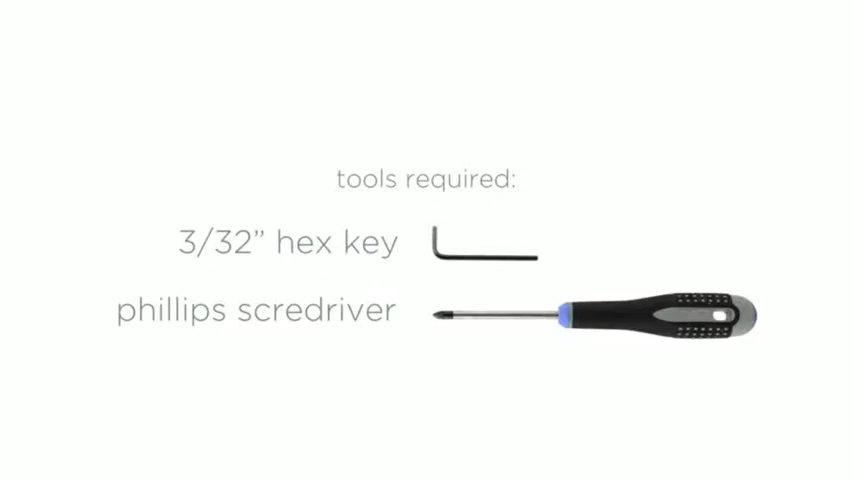 tools required:
3/32” hex key
phillips scredriver